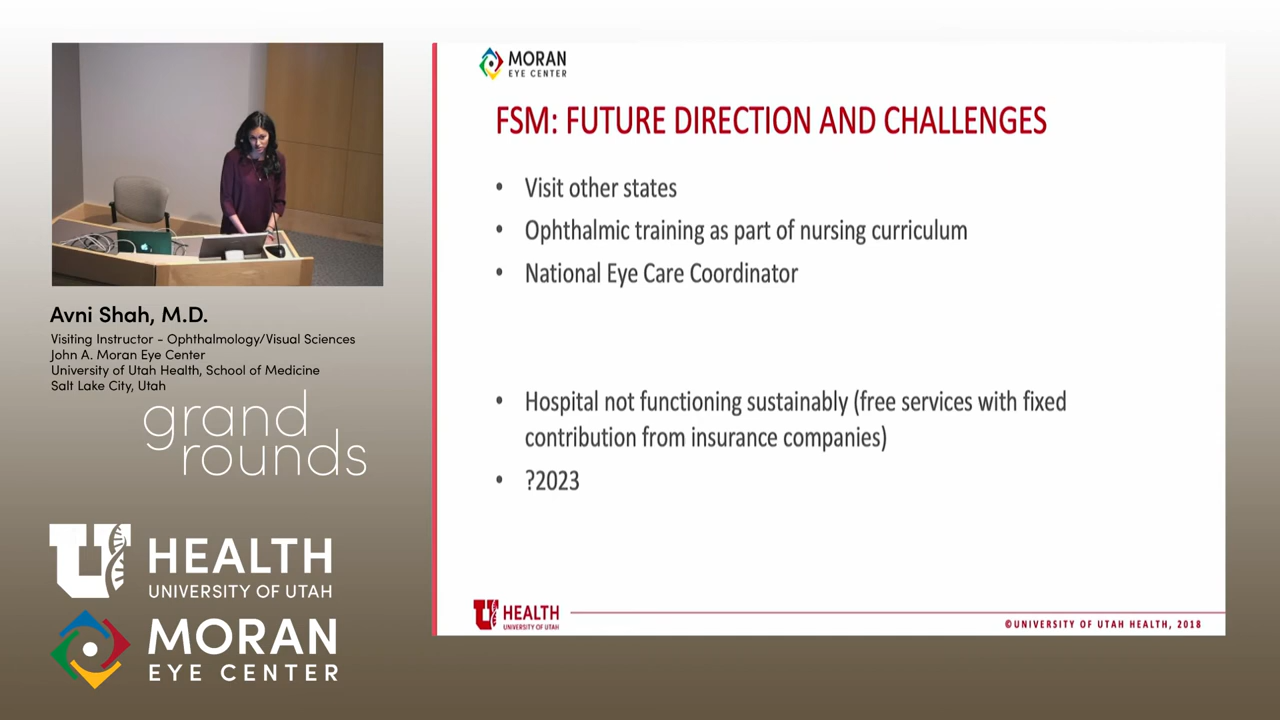 Avni Shah, M.D.
Visiting Instructor - Ophthalmology/Visual Sciences
John A. Moran Eye Center
University of Utah Health, School of Medicine
Salt Lake City, Utah
grand
rounds
U HEALTH
UNIVERSITY OF UTAH
MORAN
EYE CENTER
MORAN
EYE CENTER
FSM: FUTURE DIRECTION AND CHALLENGES
• Visit other states
• Ophthalmic training as part of nursing curriculum
• National Eye Care Coordinator
• Hospital not functioning sustainably (free services with fixed
contribution from insurance companies)
• ?2023
U HEALTH
UNIVERSITY OF UTAH
©UNIVERSITY OF UTAH HEALTH, 2018